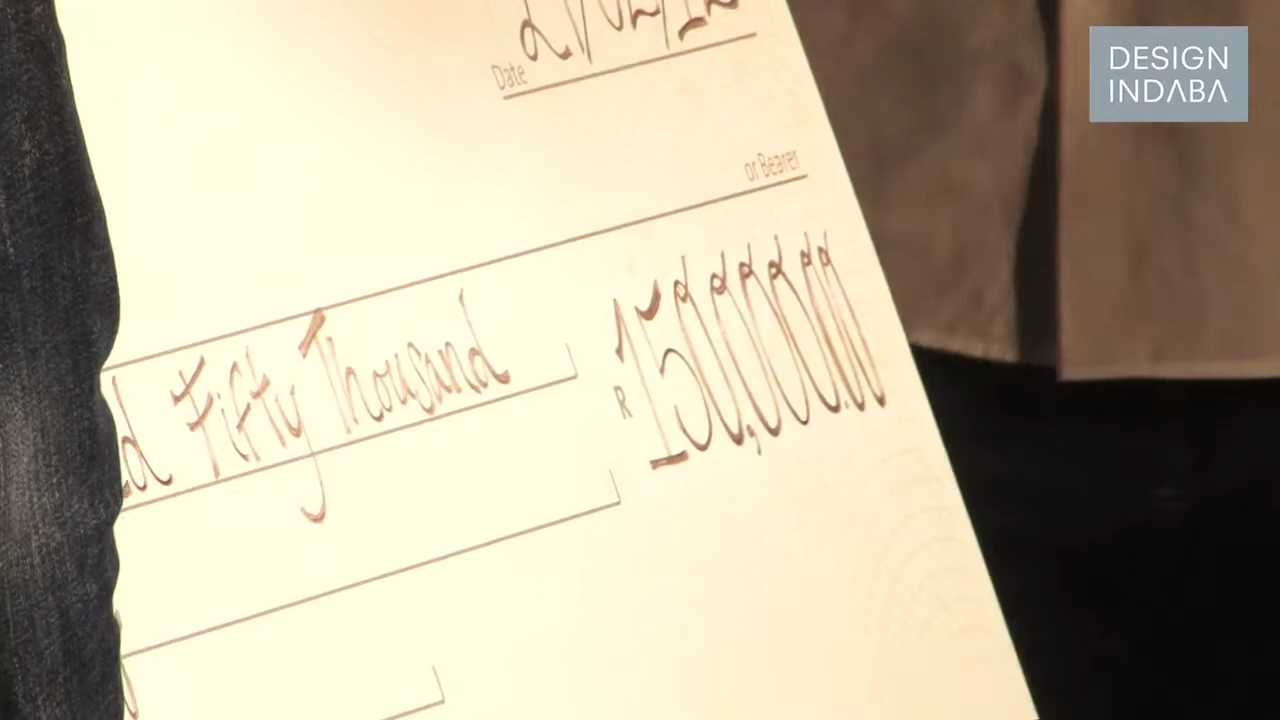 DESIGN
INDABA
Date
or Bearer
Fifty Thousand
R 150,000.00